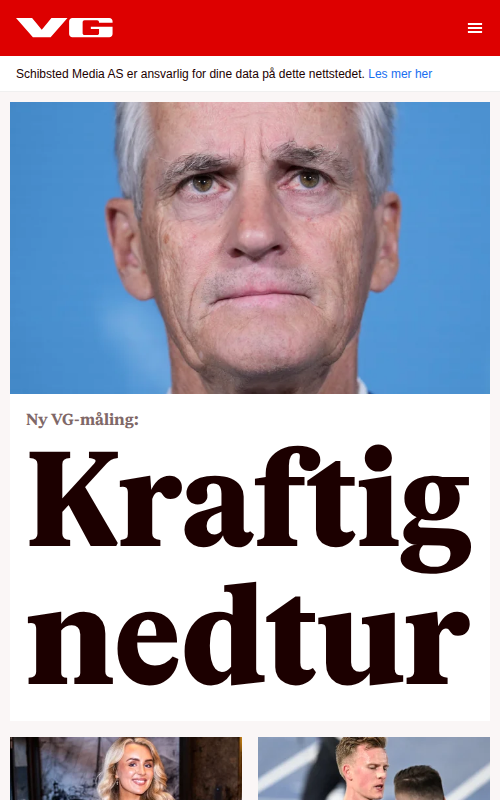 VG
Schibsted Media AS er ansvarlig for dine data på dette nettstedet. Les mer her
Ny VG-måling:
Kraftig
nedtur